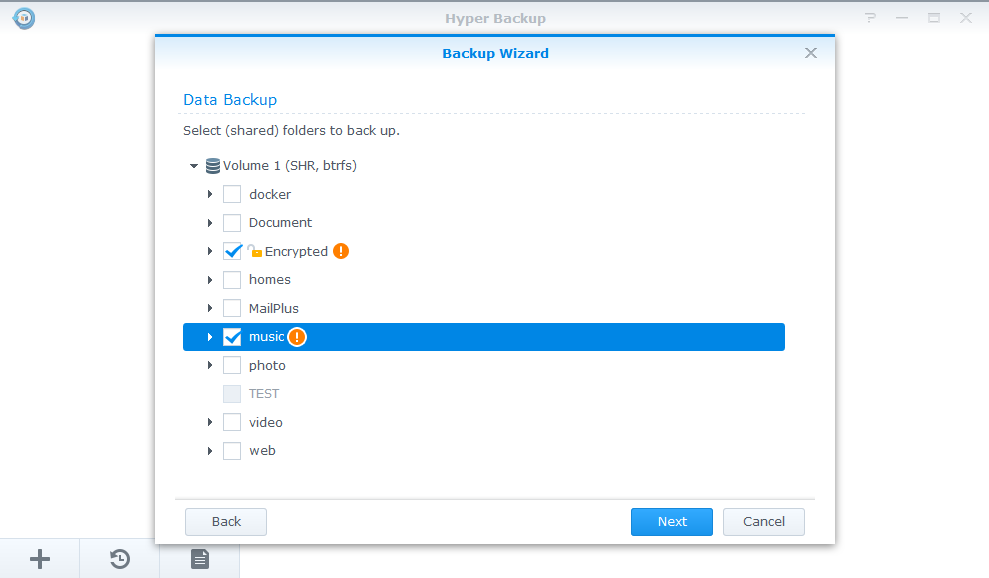 Hyper Backup
Backup Wizard
Data Backup
Select (shared) folders to back up.
Volume 1 (SHR, btrfs)
docker
Document
Encrypted
homes
MailPlus
music
photo
TEST
video
web
Back
Next
Cancel